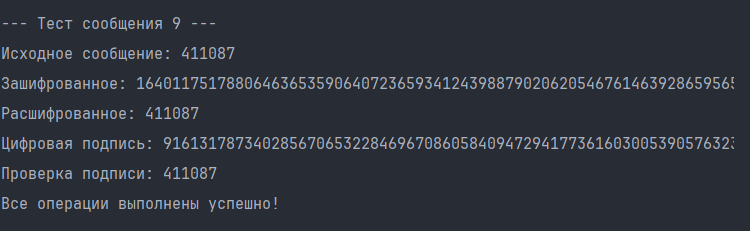 --- Тест сообщения 9 ---
Исходное сообщение: 411087
Зашифрованное: 1640117517880646365359064072365934124398879020620546761463928659565
Расшифрованное: 411087
Цифровая подпись: 9161317873402856706532284696708605840947294177361603005390576323
Проверка подписи: 411087
Все операции выполнены успешно!